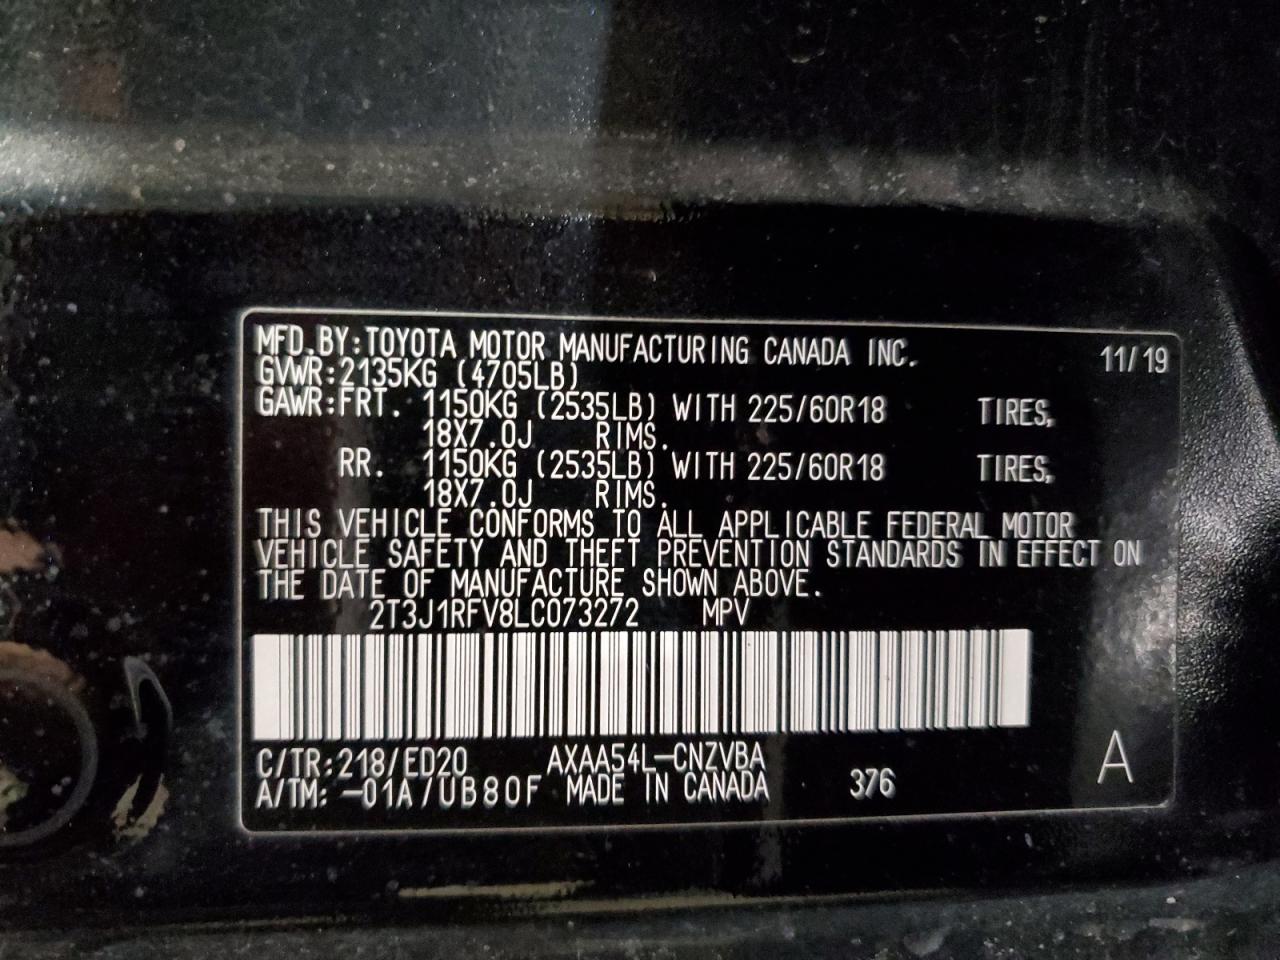 MFD.BY:TOYOTA MOTOR MANUFACTURING CANADA INC. 11/19
GVWR:2135KG (4705LB)
GAWR:FRT. 1150KG (2535LB) WITH 225/60R18 TIRES,
18X7.0J RIMS.
RR. 1150KG (2535LB) WITH 225/60R18 TIRES,
18X7.0J RIMS.
THIS VEHICLE CONFORMS TO ALL APPLICABLE FEDERAL MOTOR
VEHICLE SAFETY AND THEFT PREVENTION STANDARDS IN EFFECT ON
THE DATE OF MANUFACTURE SHOWN ABOVE.
2T3J1RFV8LC073272 MPV
C/TR:218/ED20 AXAA54L-CNZVBA
A/TM:-01A/UB80F MADE IN CANADA 376 A